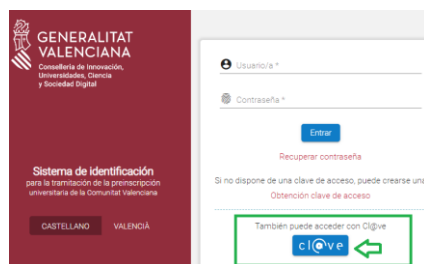 GENERALITAT
VALENCIANA
Conselleria de Innovación,
Universidades, Ciencia
y Sociedad Digital
Sistema de identificación
para la tramitación de la preinscripción
universitaria de la Comunitat Valenciana
CASTELLANO VALENCIÀ
Usuario/a *
Contraseña *
Entrar
Recuperar contraseña
Si no dispone de una clave de acceso, puede crearse una
Obtención clave de acceso
También puede acceder con Cl@ve
cl@ve